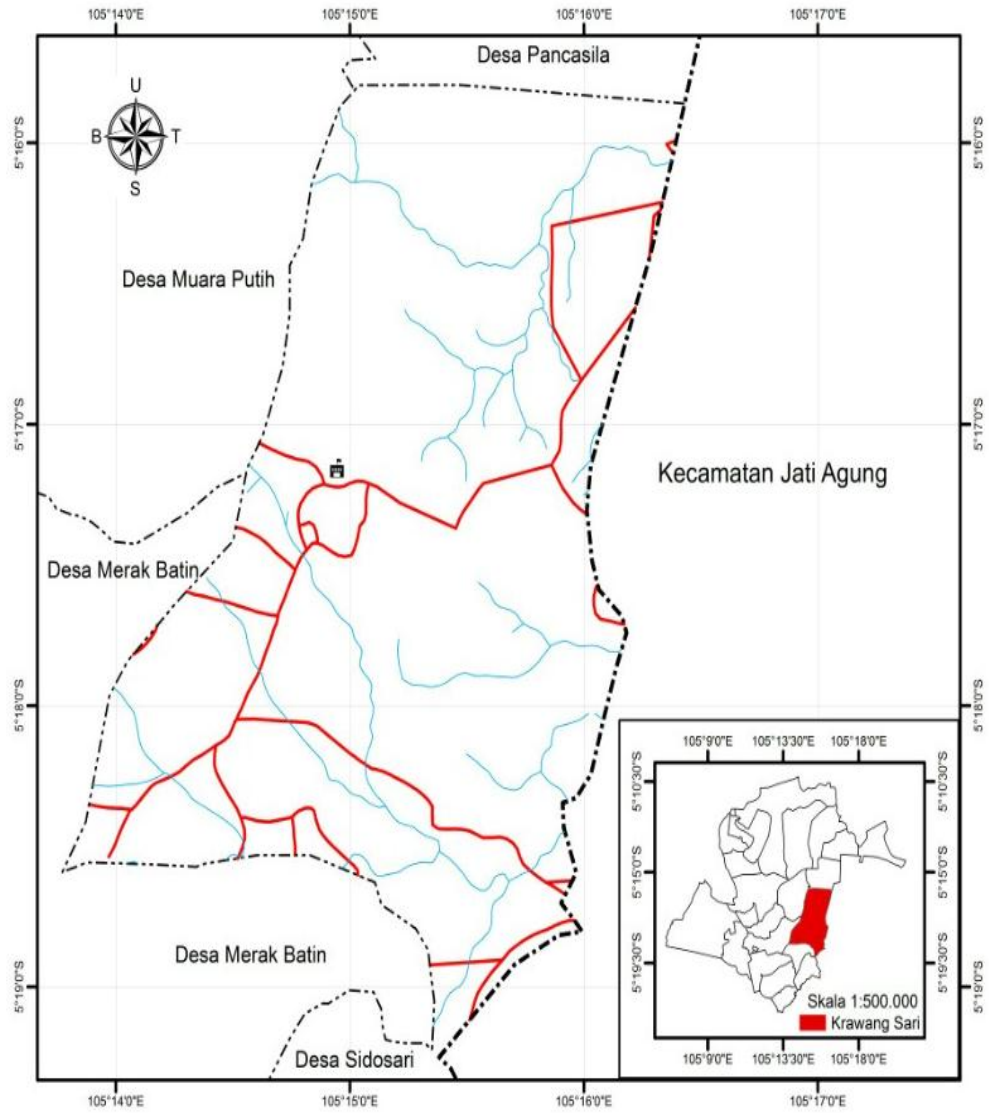 105°14'0"E
105°15'0"E
105°16'0"E
105°17'0"E
Desa Pancasila
U
B
T
S
5°16'0"S
5°16'0"S
Desa Muara Putih
5°17'0"S
5°17'0"S
Kecamatan Jati Agung
Desa Merak Batin
5°18'0"S
5°18'0"S
105°9'0"E
105°13'30"E
105°18'0"E
5°10'30"S
5°10'30"S
5°15'0"S
5°15'0"S
5°19'30"S
5°19'30"S
Skala 1:500.000
Krawang Sari
105°9'0"E
105°13'30"E
105°18'0"E
Desa Merak Batin
5°19'0"S
5°19'0"S
Desa Sidosari
105°14'0"E
105°15'0"E
105°16'0"E
105°17'0"E